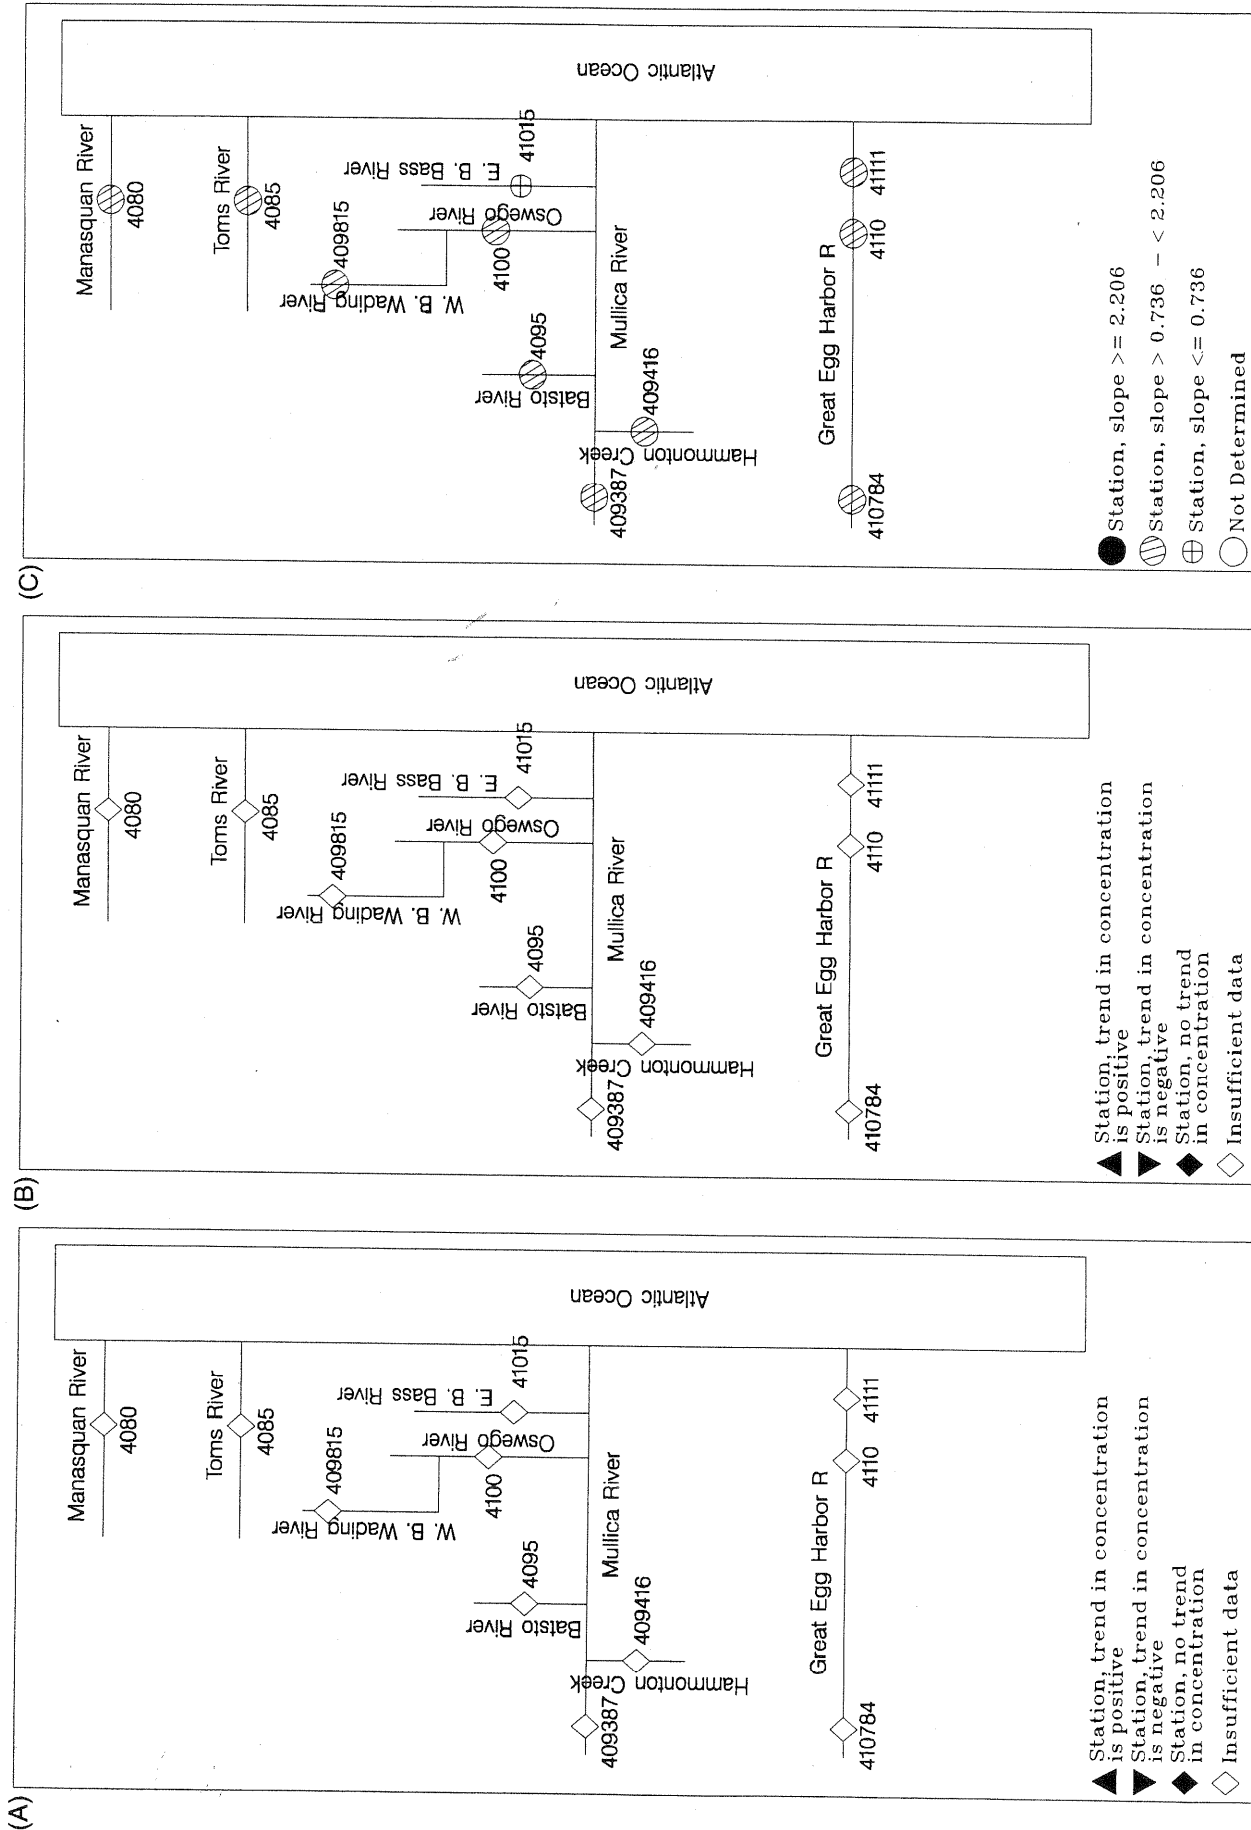 (C)
Atlantic Ocean
Manasquan River
4080
Toms River
4085
W. B. Wading River
409815
Oswego River
4100
E. B. Bass River
41015
Batsto River
4095
Mullica River
409416
Hammonton Creek
409387
Great Egg Harbor R
410784
4110
41111
Station, slope >= 2.206
Station, slope > 0.736 - < 2.206
Station, slope <= 0.736
Not Determined
(B)
Atlantic Ocean
Manasquan River
4080
Toms River
4085
W. B. Wading River
409815
Oswego River
4100
E. B. Bass River
41015
Batsto River
4095
Mullica River
409416
Hammonton Creek
409387
Great Egg Harbor R
410784
4110
41111
Station, trend in concentration
is positive
Station, trend in concentration
is negative
Station, no trend
in concentration
Insufficient data
(A)
Atlantic Ocean
Manasquan River
4080
Toms River
4085
W. B. Wading River
409815
Oswego River
4100
E. B. Bass River
41015
Batsto River
4095
Mullica River
409416
Hammonton Creek
409387
Great Egg Harbor R
410784
4110
41111
Station, trend in concentration
is positive
Station, trend in concentration
is negative
Station, no trend
in concentration
Insufficient data